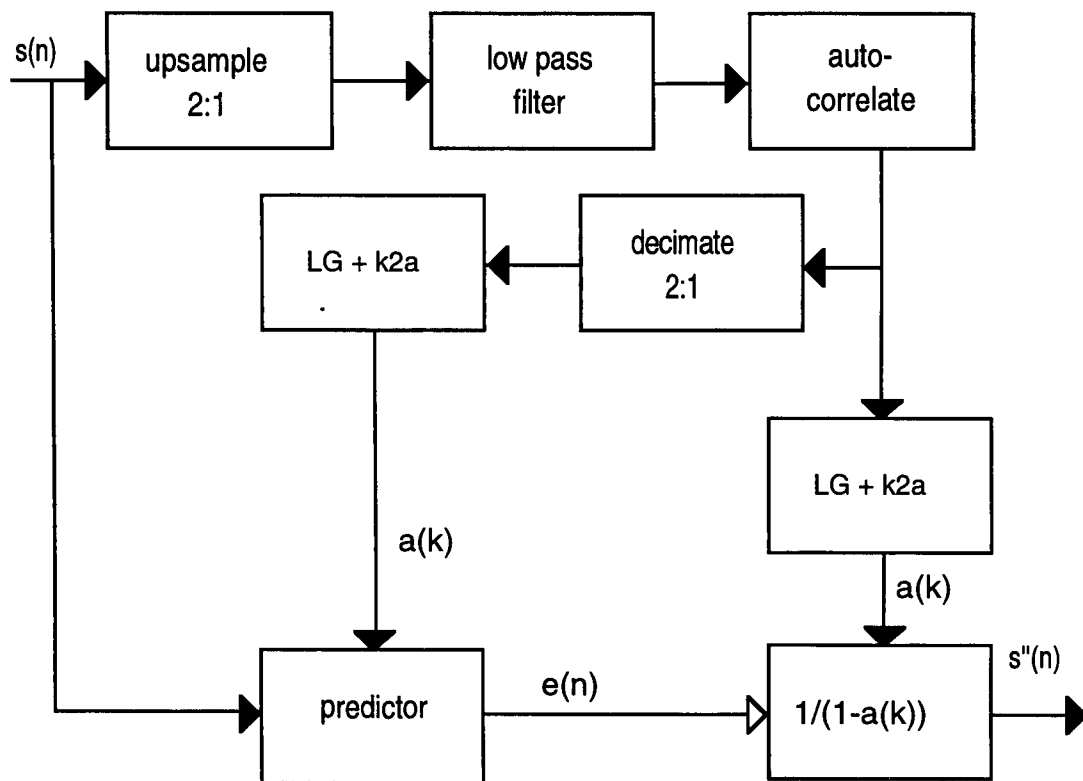 s(n)
upsample
2:1
low pass
filter
auto-
correlate
LG + k2a
decimate
2:1
LG + k2a
a(k)
a(k)
predictor
e(n)
1/(1-a(k))
s"(n)